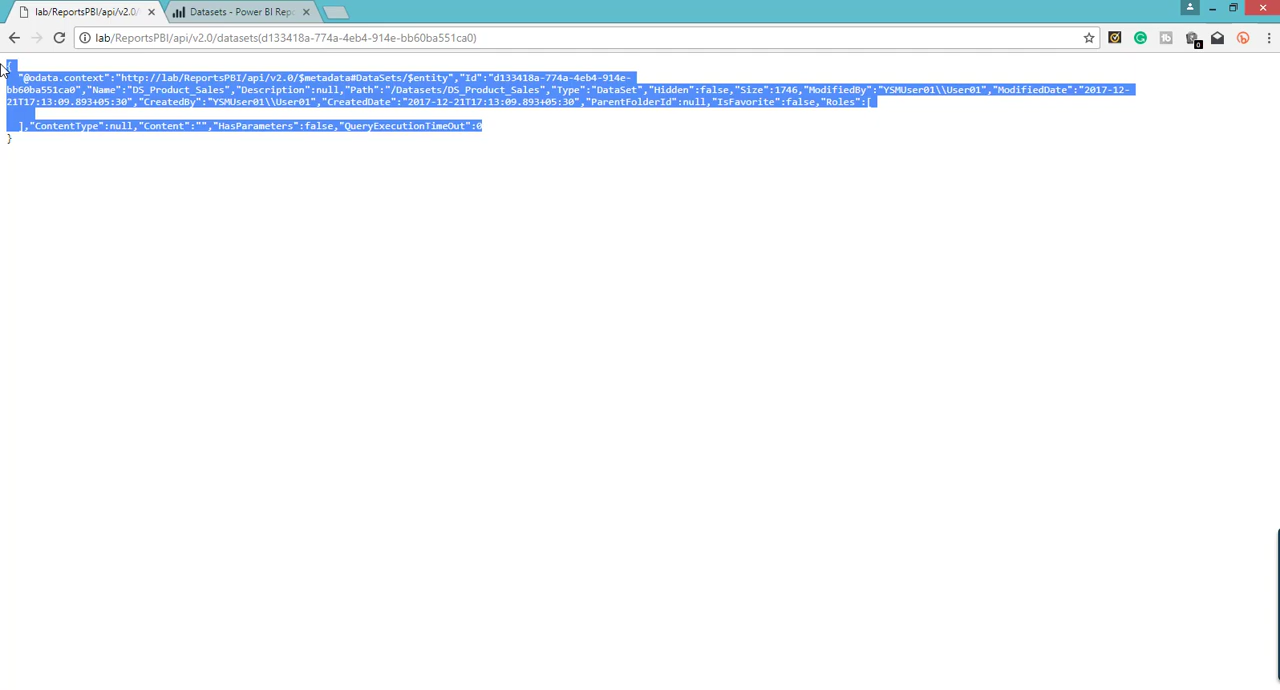 lab/ReportsPBI/api/v2.0/
Datasets - Power BI Rep
lab/ReportsPBI/api/v2.0/datasets(d133418a-774a-4eb4-914e-bb60ba551ca0)
0
{
"@odata.context":"http://lab/ReportsPBI/api/v2.0/$metadata#DataSets/$entity","Id":"d133418a-774a-4eb4-914e-
bb60ba551ca0","Name":"DS_Product_Sales","Description":null,"Path":"/Datasets/DS_Product_Sales","Type":"DataSet","Hidden":false,"Size":1746,"ModifiedBy":"YSMUser01\\User01","ModifiedDate":"2017-12-
21T17:13:09.893+05:30","CreatedBy":"YSMUser01\\User01","CreatedDate":"2017-12-21T17:13:09.893+05:30","ParentFolderId":null,"IsFavorite":false,"Roles":[
],"ContentType":null,"Content":"","HasParameters":false,"QueryExecutionTimeOut":0
}